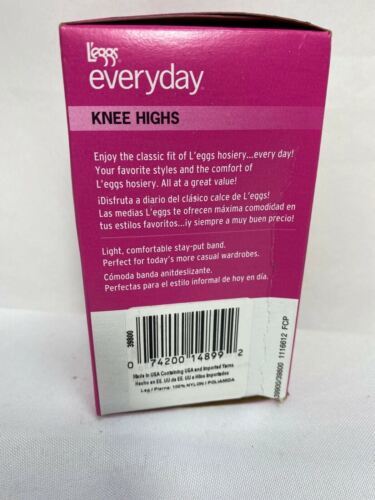 L'eggs®
everyday®
KNEE HIGHS
Enjoy the classic fit of L'eggs hosiery...every day!
Your favorite styles and the comfort of
L'eggs hosiery. All at a great value!
¡Disfruta a diario del clásico calce de L'eggs!
Las medias L'eggs te ofrecen máxima comodidad en
tus estilos favoritos...¡y siempre a muy buen precio!
Light, comfortable stay-put band.
Perfect for today's more casual wardrobes.
Cómoda banda anitdeslizante.
Perfectas para el estilo informal de hoy en día.
39800
0 74200 14899 2
Made in USA Containing USA and Imported Yarns
Hecho en EE. UU de EE. UU e Hilos Importados
Leg / Pierna: 100% NYLON / POLIAMIDA
39900/39800 1116612 FCP